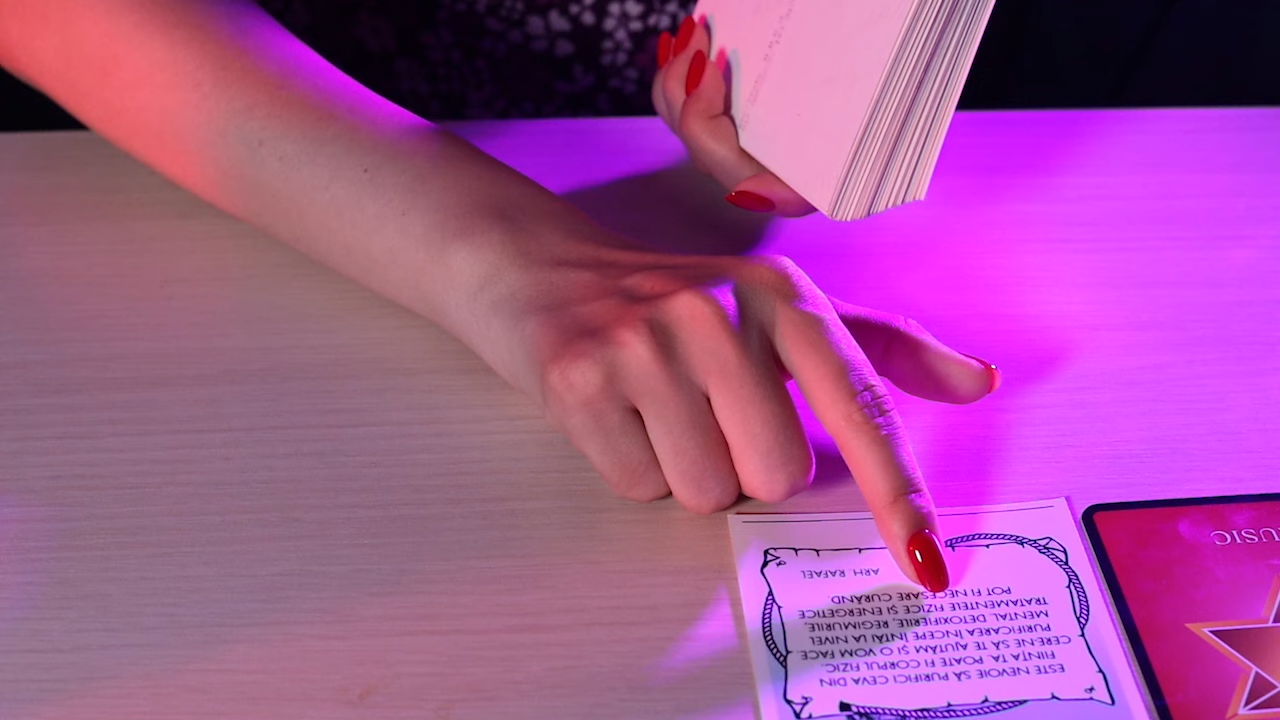 ESTE NEVOIE SĂ PURIFICI CEVA DIN
FIINȚA TA. POATE FI CORPUL FIZIC.
CERE-NE SĂ TE AJUTĂM ȘI O VOM FACE.
PURIFICAREA ÎNCEPE ÎNTÂI LA NIVEL
MENTAL. DETOXIFIERILE, REGIMURILE,
TRATAMENTELE FIZICE ȘI ENERGETICE
POT FI NECESARE CURÂND.
ARH. RAFAEL